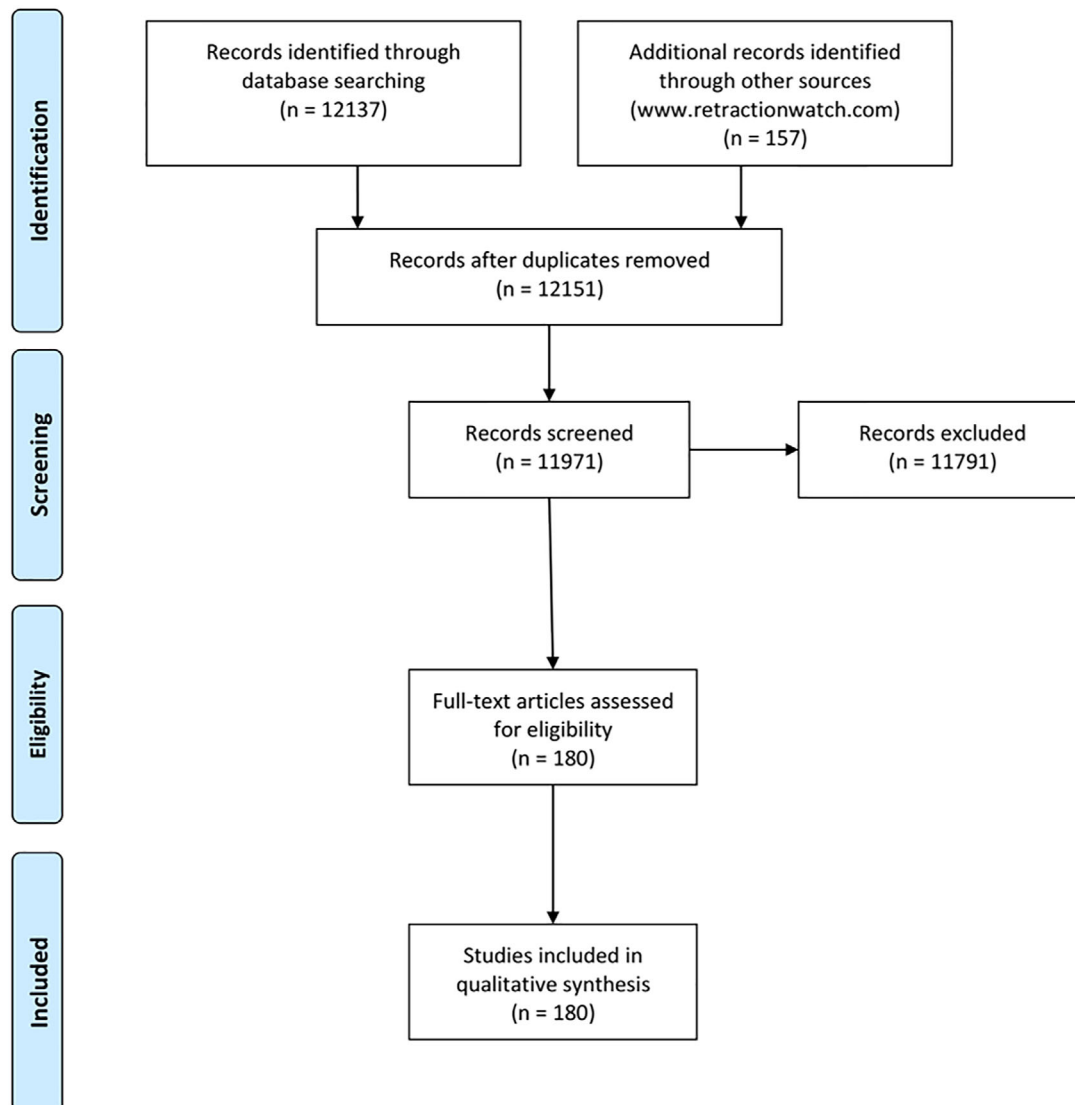 Identification
Records identified through
database searching
(n = 12137)
Additional records identified
through other sources
(www.retractionwatch.com)
(n = 157)
Records after duplicates removed
(n = 12151)
Screening
Records screened
(n = 11971)
Records excluded
(n = 11791)
Eligibility
Full-text articles assessed
for eligibility
(n = 180)
Included
Studies included in
qualitative synthesis
(n = 180)